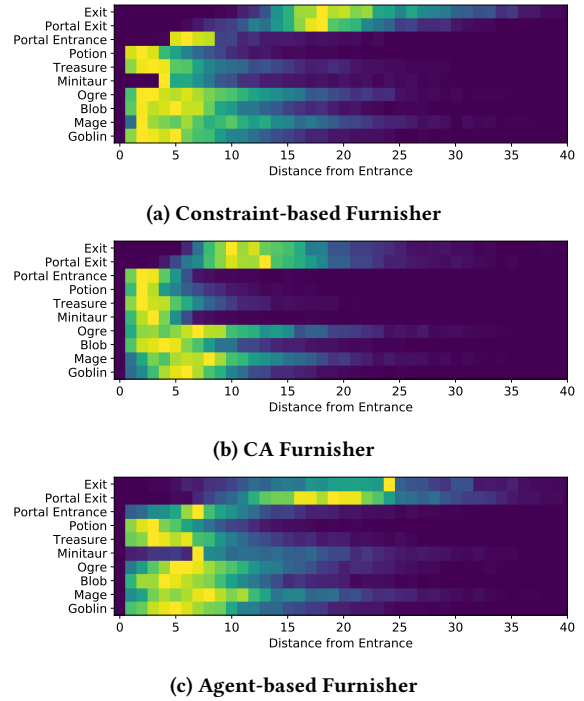 Exit
Portal Exit
Portal Entrance
Potion
Treasure
Minitaur
Ogre
Blob
Mage
Goblin
0 5 10 15 20 25 30 35 40
Distance from Entrance
(a) Constraint-based Furnisher
Exit
Portal Exit
Portal Entrance
Potion
Treasure
Minitaur
Ogre
Blob
Mage
Goblin
0 5 10 15 20 25 30 35 40
Distance from Entrance
(b) CA Furnisher
Exit
Portal Exit
Portal Entrance
Potion
Treasure
Minitaur
Ogre
Blob
Mage
Goblin
0 5 10 15 20 25 30 35 40
Distance from Entrance
(c) Agent-based Furnisher